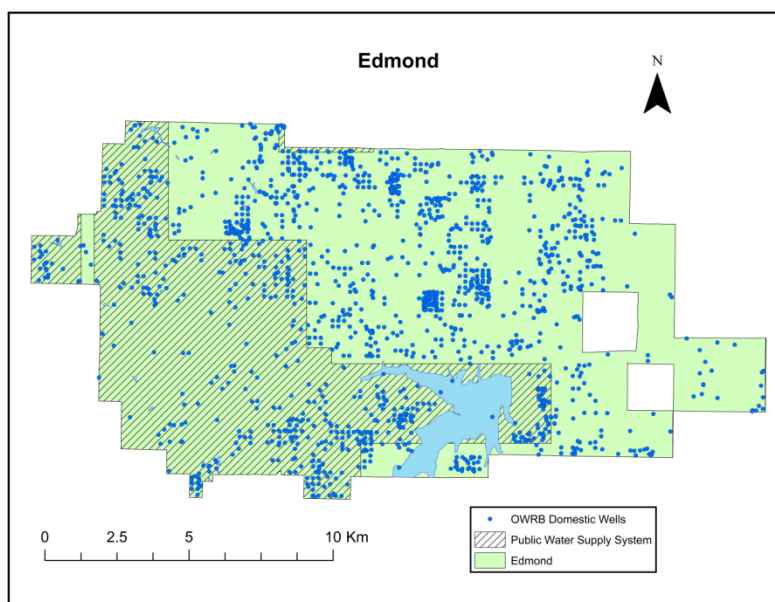 Edmond
N
0 2.5 5 10 Km
OWRB Domestic Wells
Public Water Supply System
Edmond